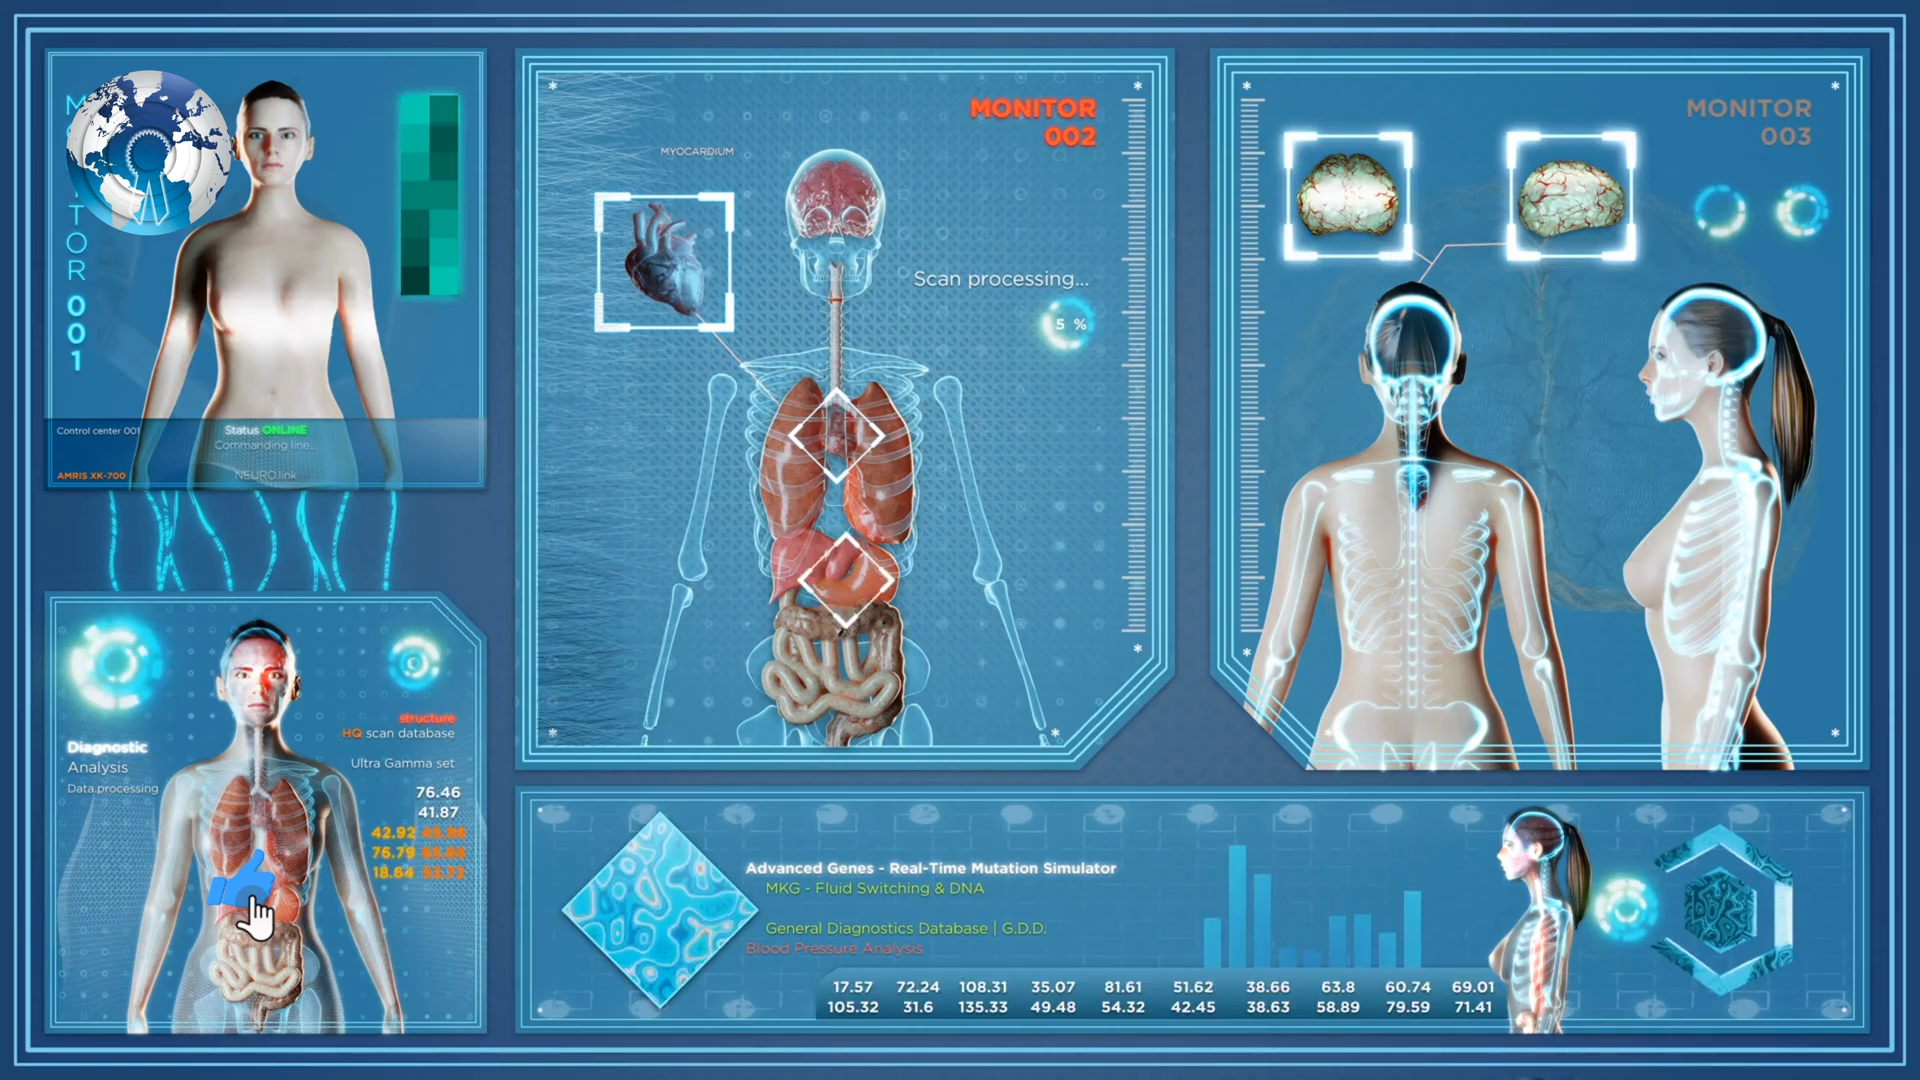 001
Control center 001
Status ONLINE
Commanding line...
AMRIS XK-700
NEURO.link
Diagnostic
Analysis
Data.processing
structure
HQ scan database
Ultra Gamma set
76.46
41.87
42.92
76.79
18.64
MYOCARDIUM
MONITOR
002
Scan processing...
5 %
MONITOR
003
Advanced Genes - Real-Time Mutation Simulator
MKG - Fluid Switching & DNA
General Diagnostics Database | G.D.D.
Blood Pressure Analysis
17.57 72.24 108.31 35.07 81.61 51.62 38.66 63.8 60.74 69.01
105.32 31.6 135.33 49.48 54.32 42.45 38.63 58.89 79.59 71.41